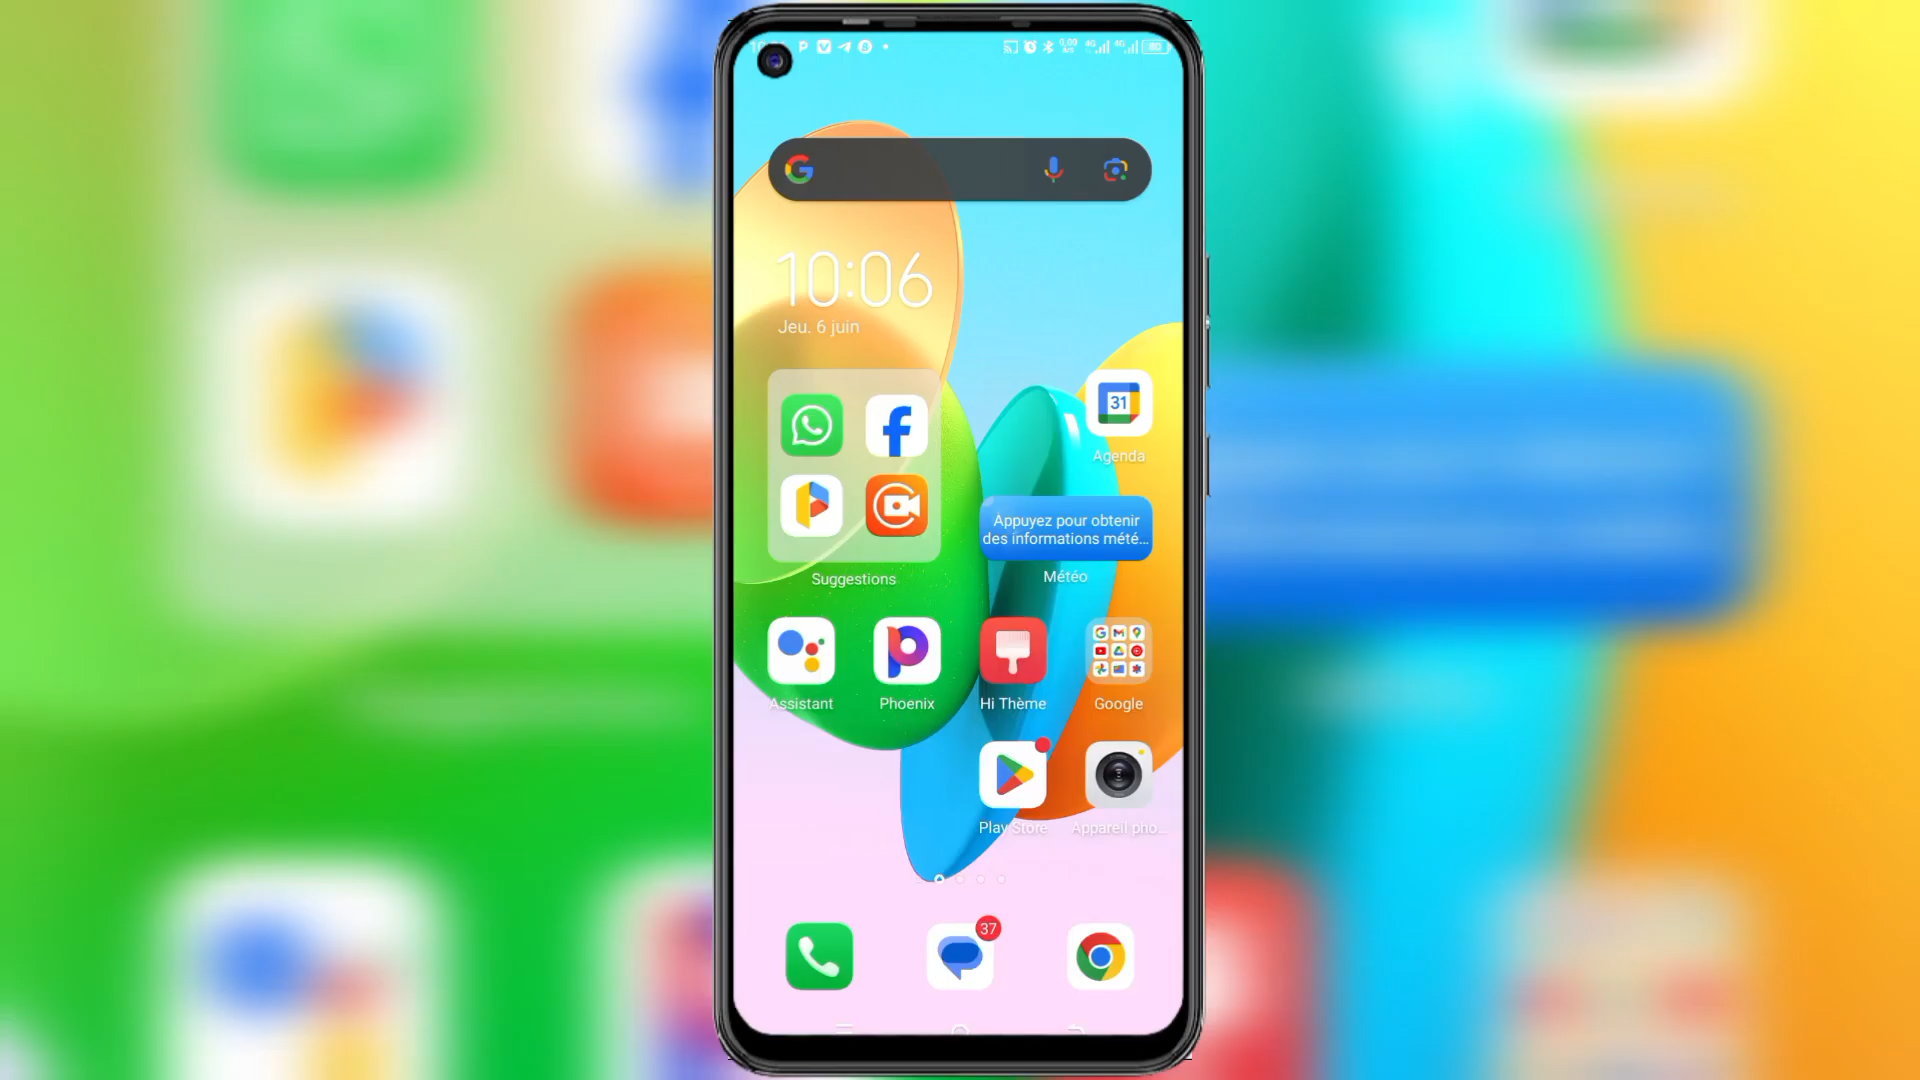 10:06
Jeu. 6 juin
31
Agenda
Appuyez pour obtenir
des informations mété...
Suggestions
Météo
Assistant
Phoenix
Hi Thème
Google
Play Store
Appareil pho...
37